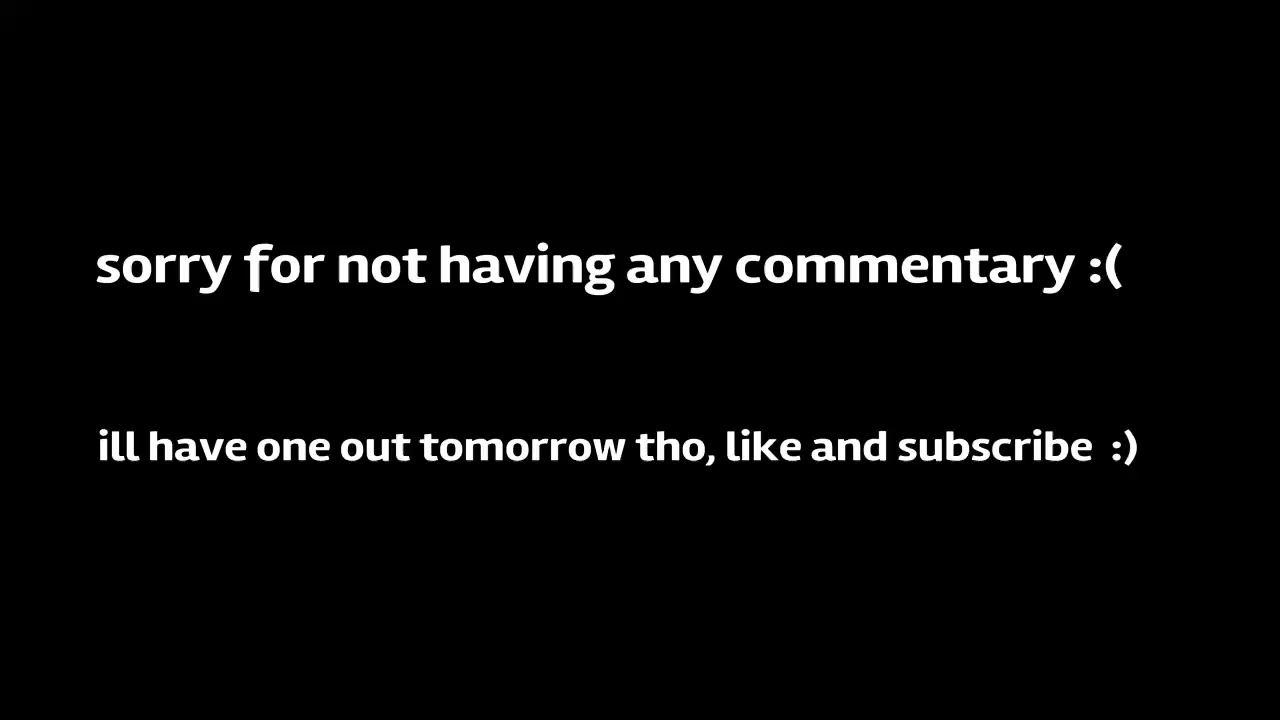 sorry for not having any commentary :(
ill have one out tomorrow tho, like and subscribe :)